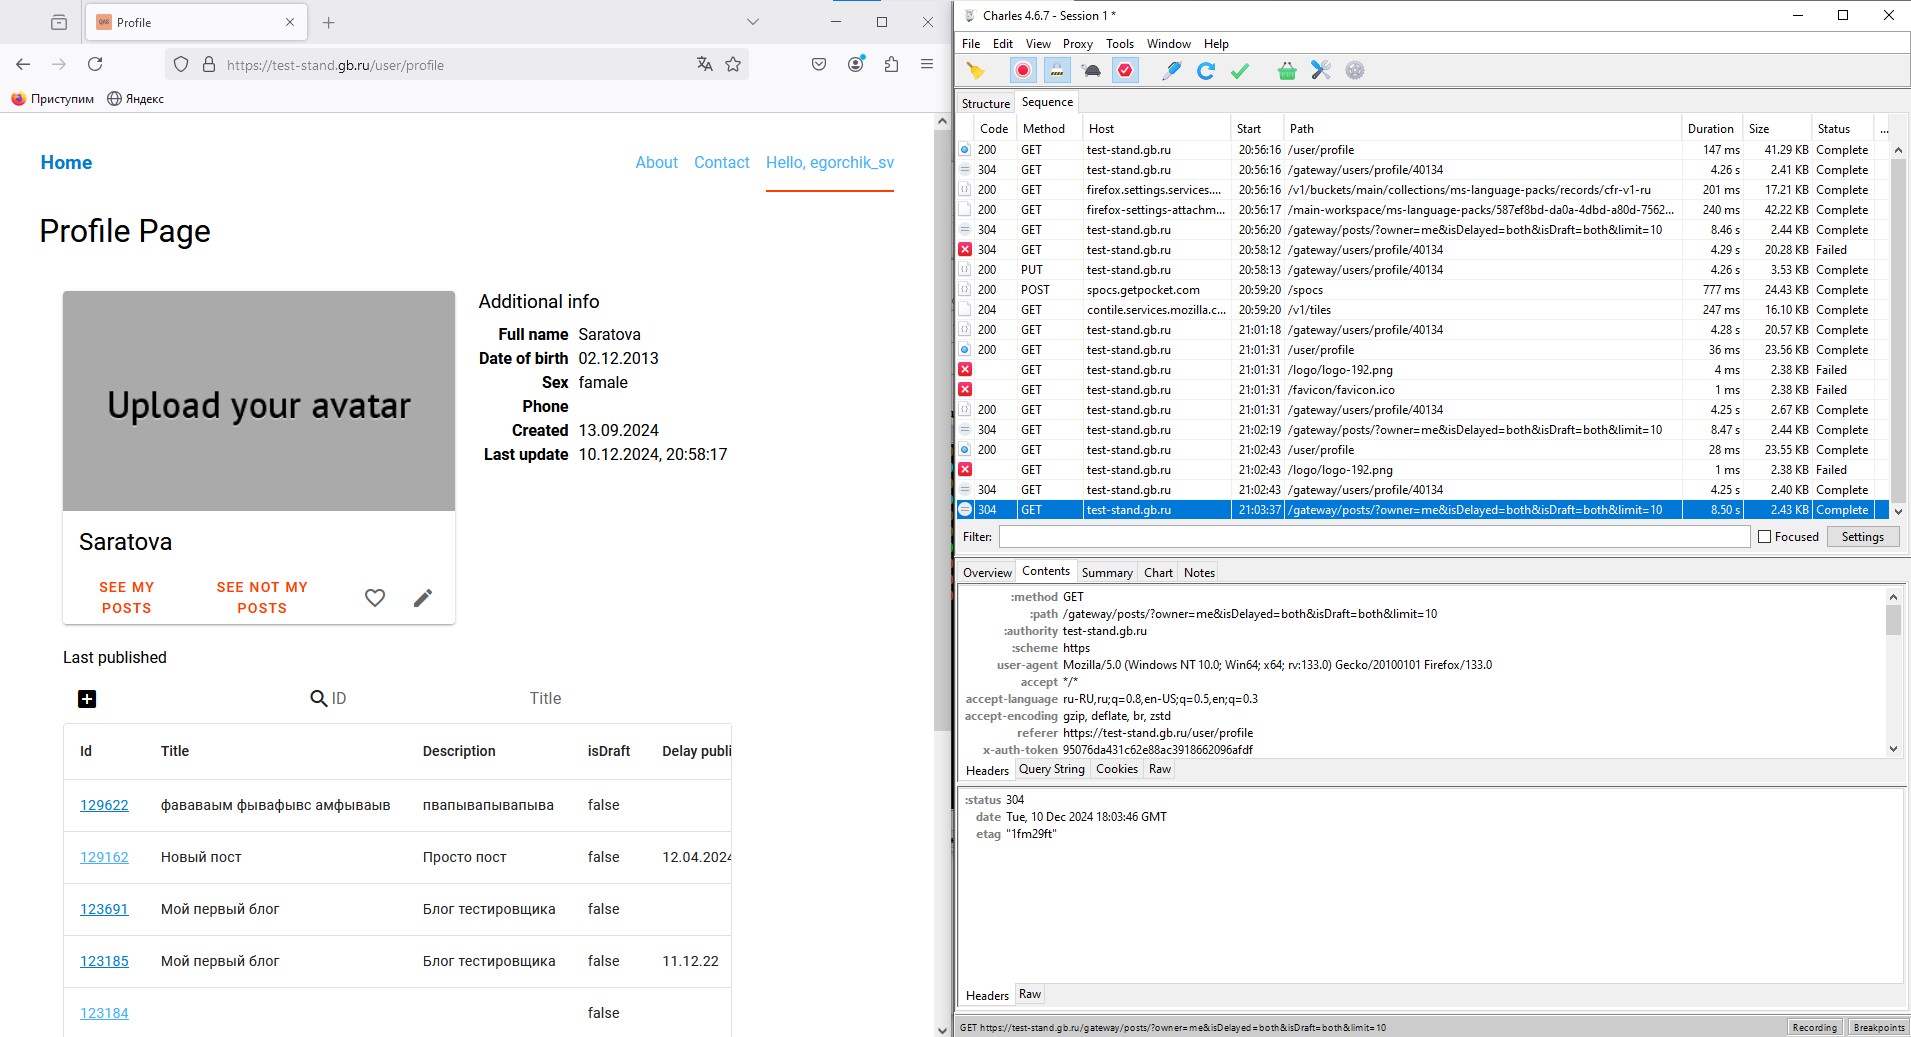 Profile
https://test-stand.gb.ru/user/profile
Приступим Яндекс
Home About Contact Hello, egorchik_sv
Profile Page
Upload your avatar
Additional info
Full name Saratova
Date of birth 02.12.2013
Sex famale
Phone
Created 13.09.2024
Last update 10.12.2024, 20:58:17
Saratova
SEE MY POSTS
SEE NOT MY POSTS
Last published
ID Title
Id Title Description isDraft Delay publi
129622 фававаым фывафывс амфываыв пвапывапывапыва false
129162 Новый пост Просто пост false 12.04.2024
123691 Мой первый блог Блог тестировщика false
123185 Мой первый блог Блог тестировщика false 11.12.22
123184 false
Charles 4.6.7 - Session 1 *
File Edit View Proxy Tools Window Help
Structure Sequence
Code Method Host Start Path Duration Size Status ...
200 GET test-stand.gb.ru 20:56:16 /user/profile 147 ms 41.29 KB Complete
304 GET test-stand.gb.ru 20:56:16 /gateway/users/profile/40134 4.26 s 2.41 KB Complete
200 GET firefox.settings.services.... 20:56:16 /v1/buckets/main/collections/ms-language-packs/records/cfr-v1-ru 201 ms 17.21 KB Complete
200 GET firefox-settings-attachm... 20:56:17 /main-workspace/ms-language-packs/587ef8bd-da0a-4dbd-a80d-7562... 240 ms 42.22 KB Complete
304 GET test-stand.gb.ru 20:56:20 /gateway/posts/?owner=me&isDelayed=both&isDraft=both&limit=10 8.46 s 2.44 KB Complete
304 GET test-stand.gb.ru 20:58:12 /gateway/users/profile/40134 4.29 s 20.28 KB Failed
200 PUT test-stand.gb.ru 20:58:13 /gateway/users/profile/40134 4.26 s 3.53 KB Complete
200 POST spocs.getpocket.com 20:59:20 /spocs 777 ms 24.43 KB Complete
204 GET contile.services.mozilla.c... 20:59:20 /v1/tiles 247 ms 16.10 KB Complete
200 GET test-stand.gb.ru 21:01:18 /gateway/users/profile/40134 4.28 s 20.57 KB Complete
200 GET test-stand.gb.ru 21:01:31 /user/profile 36 ms 23.56 KB Complete
GET test-stand.gb.ru 21:01:31 /logo/logo-192.png 4 ms 2.38 KB Failed
GET test-stand.gb.ru 21:01:31 /favicon/favicon.ico 1 ms 2.38 KB Failed
200 GET test-stand.gb.ru 21:01:31 /gateway/users/profile/40134 4.25 s 2.67 KB Complete
304 GET test-stand.gb.ru 21:02:19 /gateway/posts/?owner=me&isDelayed=both&isDraft=both&limit=10 8.47 s 2.44 KB Complete
200 GET test-stand.gb.ru 21:02:43 /user/profile 28 ms 23.55 KB Complete
GET test-stand.gb.ru 21:02:43 /logo/logo-192.png 1 ms 2.38 KB Failed
304 GET test-stand.gb.ru 21:02:43 /gateway/users/profile/40134 4.25 s 2.40 KB Complete
304 GET test-stand.gb.ru 21:03:37 /gateway/posts/?owner=me&isDelayed=both&isDraft=both&limit=10 8.50 s 2.43 KB Complete
Filter: Focused Settings
Overview Contents Summary Chart Notes
:method GET
:path /gateway/posts/?owner=me&isDelayed=both&isDraft=both&limit=10
:authority test-stand.gb.ru
:scheme https
user-agent Mozilla/5.0 (Windows NT 10.0; Win64; x64; rv:133.0) Gecko/20100101 Firefox/133.0
accept */*
accept-language ru-RU,ru;q=0.8,en-US;q=0.5,en;q=0.3
accept-encoding gzip, deflate, br, zstd
referer https://test-stand.gb.ru/user/profile
x-auth-token 95076da431c62e88ac3918662096afdf
Headers Query String Cookies Raw
:status 304
date Tue, 10 Dec 2024 18:03:46 GMT
etag "1fm29ft"
Headers Raw
GET https://test-stand.gb.ru/gateway/posts/?owner=me&isDelayed=both&isDraft=both&limit=10 Recording Breakpoints